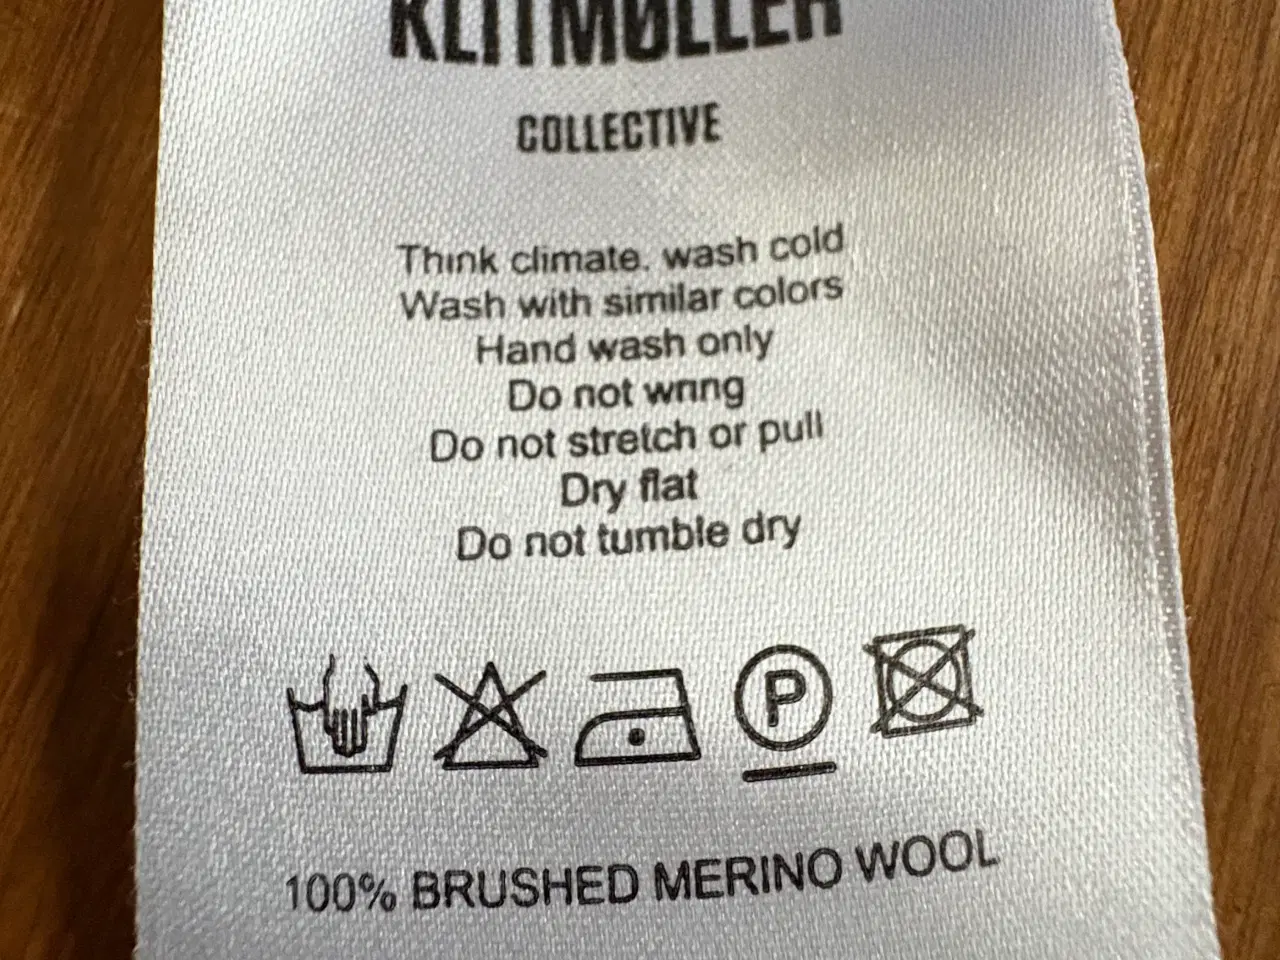 KLITMØLLER
COLLECTIVE
Think climate. wash cold
Wash with similar colors
Hand wash only
Do not wring
Do not stretch or pull
Dry flat
Do not tumble dry
P
100% BRUSHED MERINO WOOL